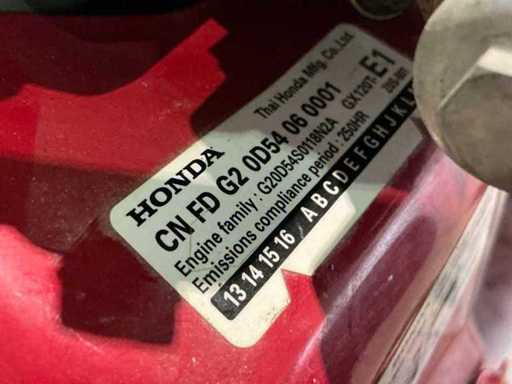 HONDA Thai Honda Mfg. Co.,Ltd.
CN FD G2 0D54 06 0001 GX120T- E1
Engine family : G20D54S0118N2A
Emissions compliance period : 250HR
13 14 15 16 A B C D E F G H J K L